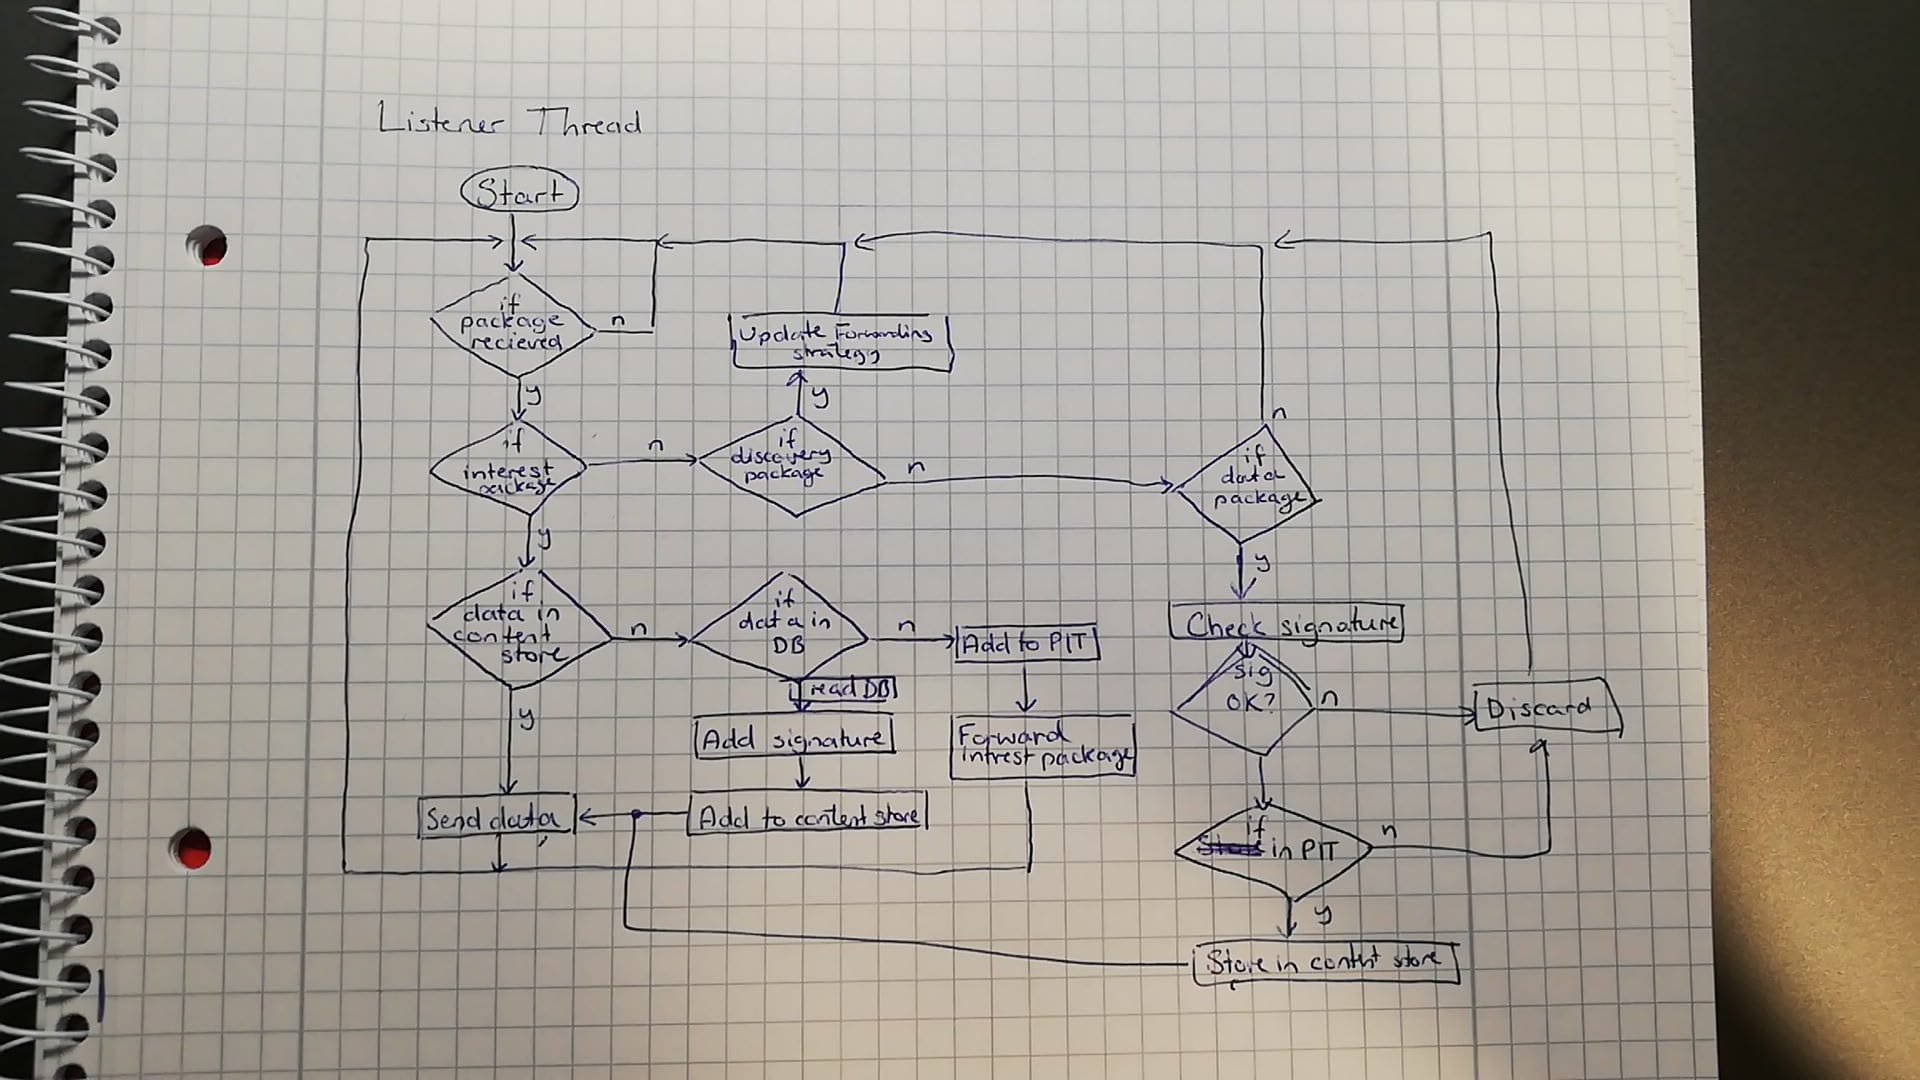 Listener Thread
Start
if
package
recieved
n
y
Update Forwarding
strategy
y
if
interest
package
n
if
discovery
package
n
n
if
data
package
y
y
if
data in
content
store
n
if
data in
DB
n
Add to PIT
Check signature
sig
OK?
n
Discard
y
read DB
Add signature
Forward
intrest package
Send data
Add to content store
if
in PIT
n
y
Store in content store